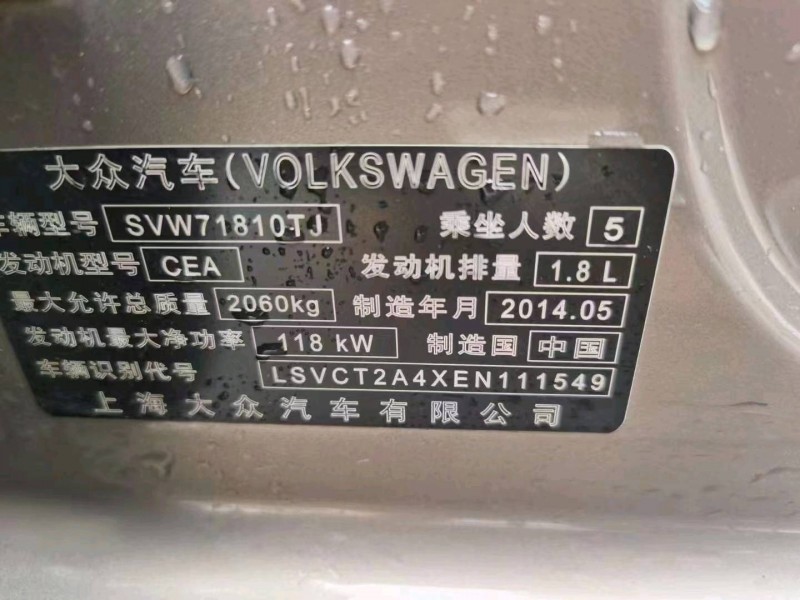 大众汽车(VOLKSWAGEN)
车辆型号 SVW71810TJ 乘坐人数 5
发动机型号 CEA 发动机排量 1.8 L
最大允许总质量 2060kg 制造年月 2014.05
发动机最大净功率 118 kW 制造国 中国
车辆识别代号 LSVCT2A4XEN111549
上海大众汽车有限公司